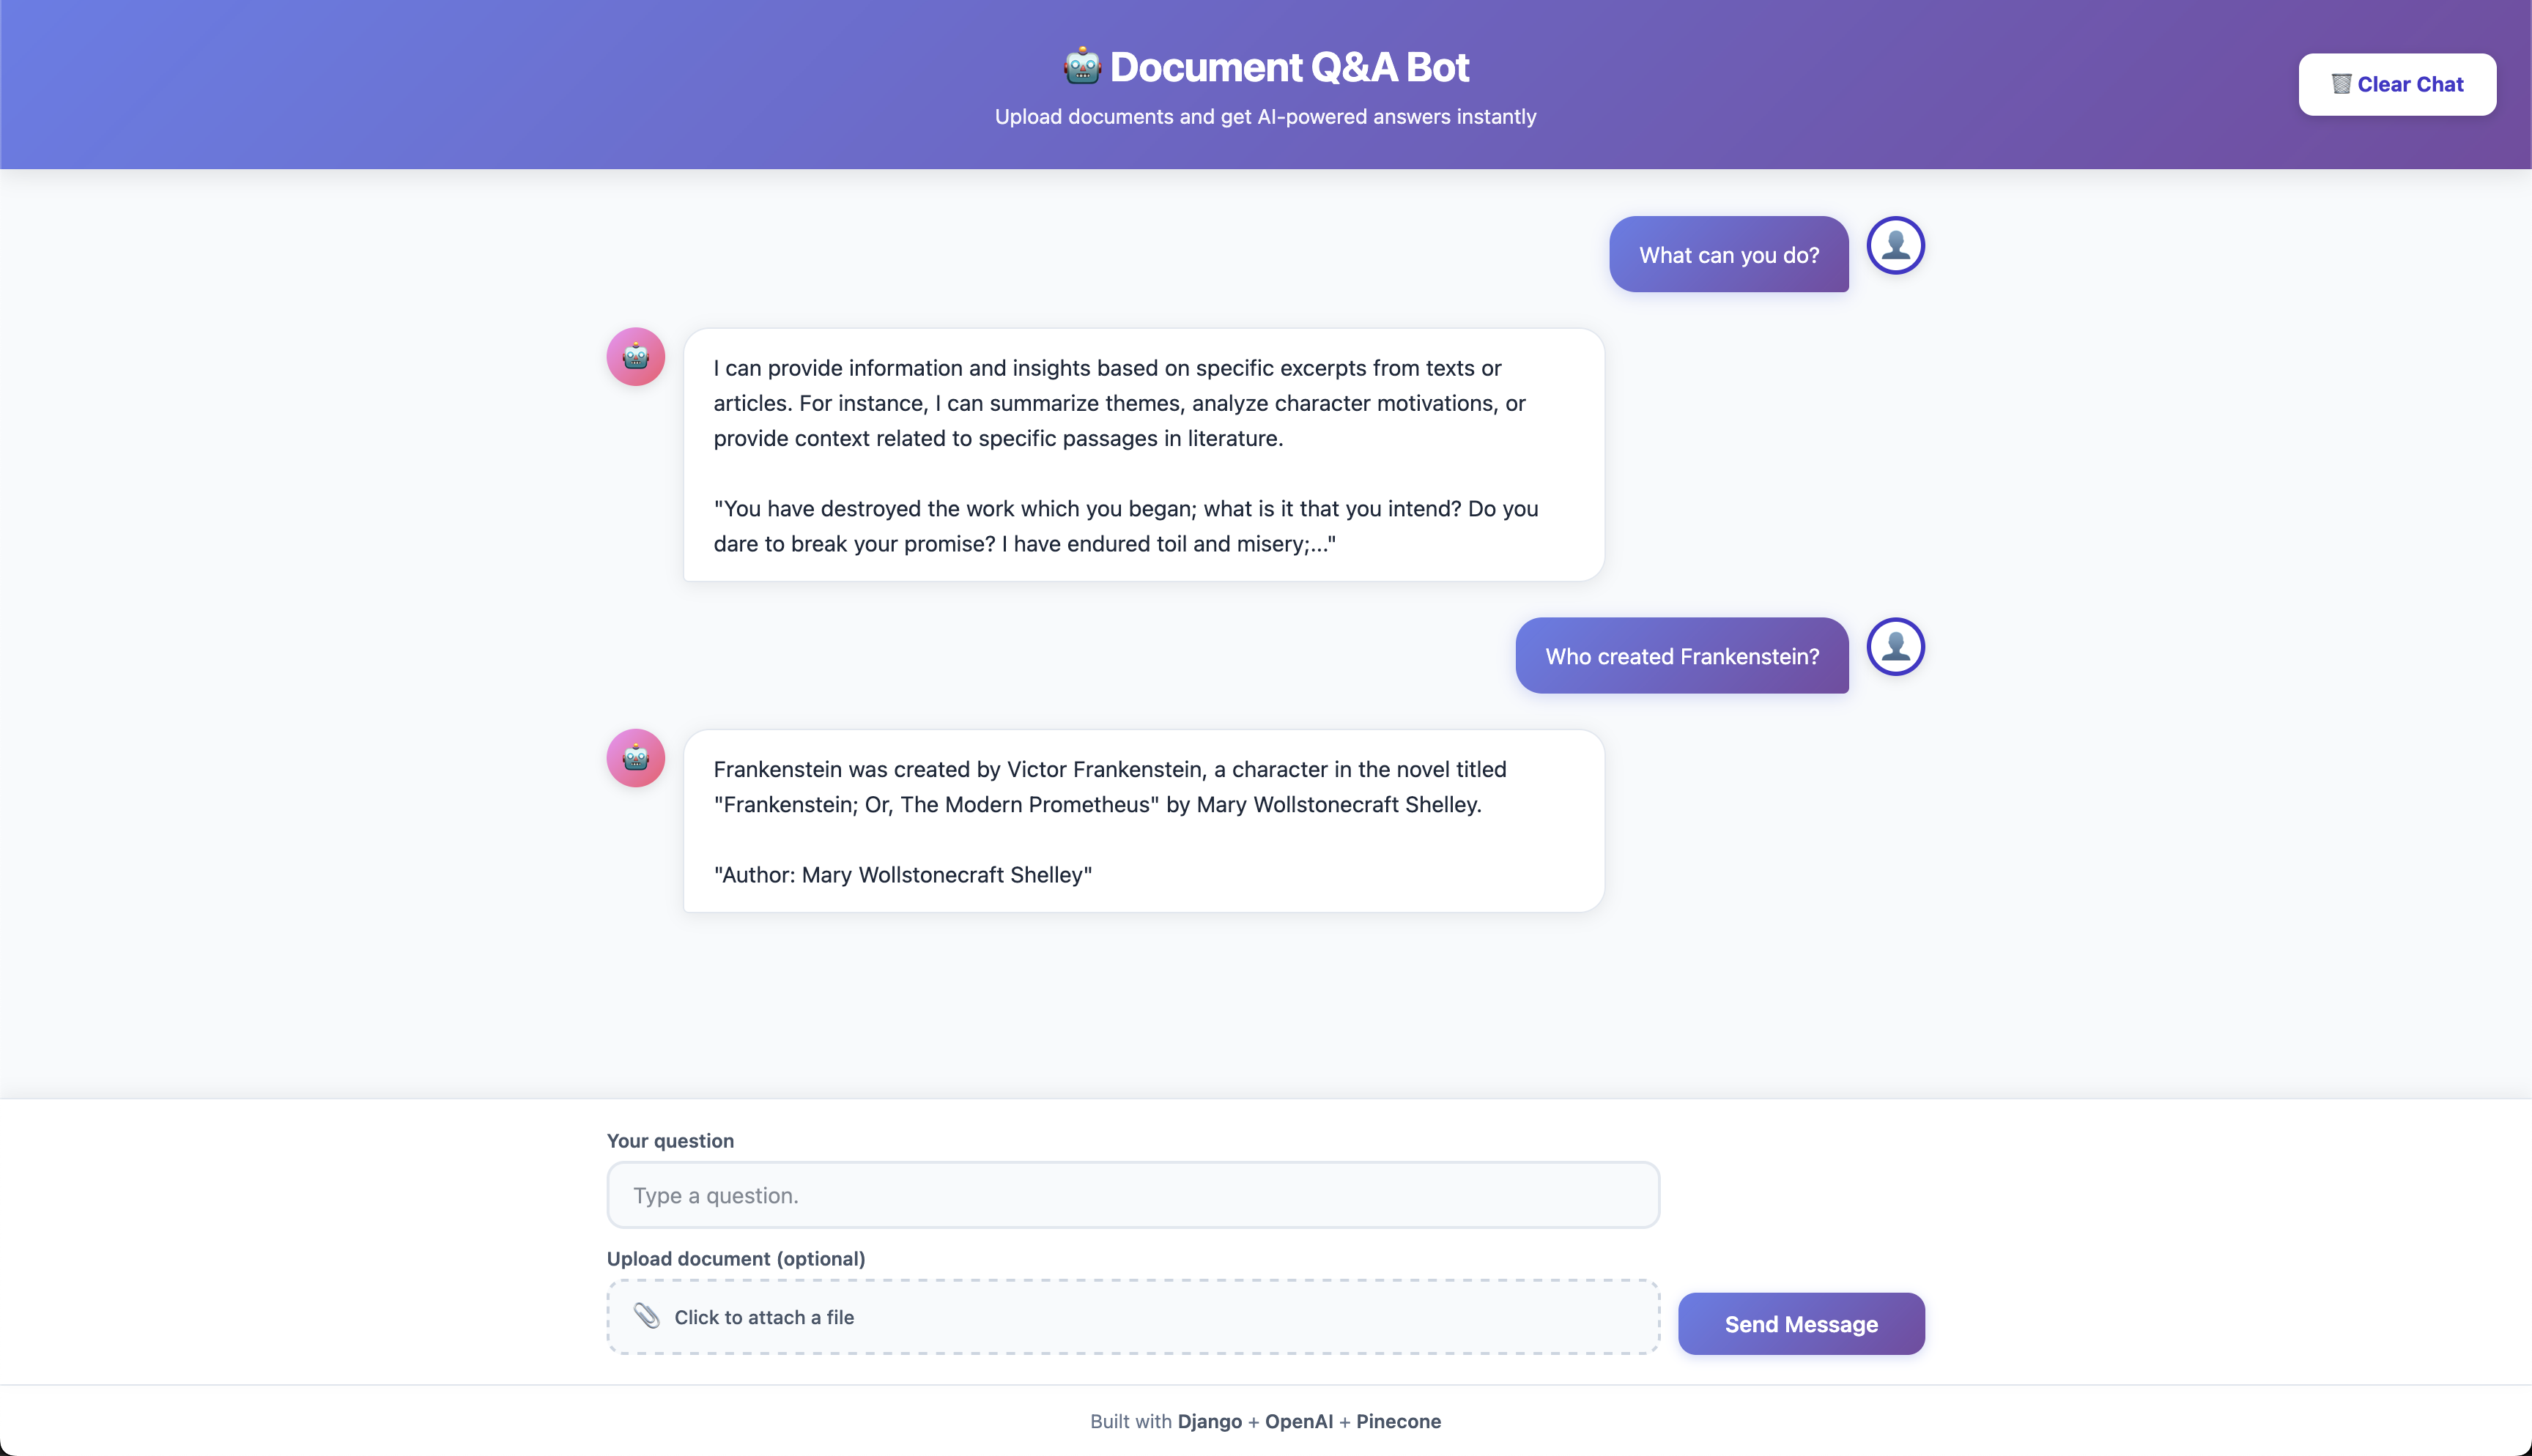 Document Q&A Bot
Upload documents and get AI-powered answers instantly
Clear Chat
What can you do?
I can provide information and insights based on specific excerpts from texts or
articles. For instance, I can summarize themes, analyze character motivations, or
provide context related to specific passages in literature.
"You have destroyed the work which you began; what is it that you intend? Do you
dare to break your promise? I have endured toil and misery;..."
Who created Frankenstein?
Frankenstein was created by Victor Frankenstein, a character in the novel titled
"Frankenstein; Or, The Modern Prometheus" by Mary Wollstonecraft Shelley.
"Author: Mary Wollstonecraft Shelley"
Your question
Type a question.
Upload document (optional)
Click to attach a file
Send Message
Built with Django + OpenAI + Pinecone